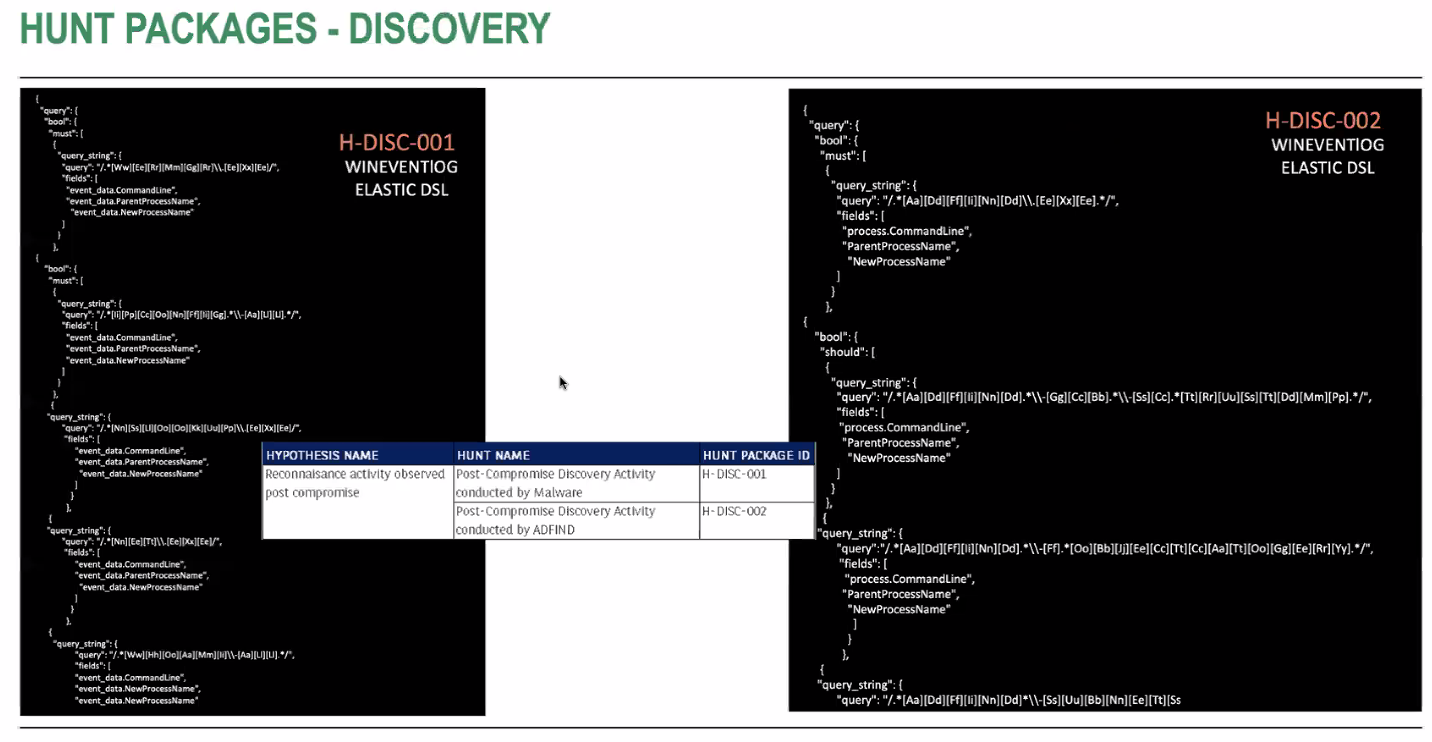 HUNT PACKAGES - DISCOVERY
{
"query": {
"bool": {
"must": [
{
"query_string": {
"query": "/.*[Ww][Ee][Rr][Mm][Gg][Rr]\\.[Ee][Xx][Ee]/",
"fields": [
"event_data.CommandLine",
"event_data.ParentProcessName",
"event_data.NewProcessName"
]
}
},
{
"bool": {
"must": [
{
"query_string": {
"query": "/.*[Ii][Pp][Cc][Oo][Nn][Ff][Ii][Gg].*\\-[Aa][Ll][Ll].*/",
"fields": [
"event_data.CommandLine",
"event_data.ParentProcessName",
"event_data.NewProcessName"
]
}
},
{
"query_string": {
"query": "/.*[Nn][Ss][Ll][Oo][Oo][Kk][Uu][Pp]\\.[Ee][Xx][Ee]/",
"fields": [
"event_data.CommandLine",
"event_data.ParentProcessName",
"event_data.NewProcessName"
]
}
},
{
"query_string": {
"query": "/.*[Nn][Ee][Tt]\\.[Ee][Xx][Ee]/",
"fields": [
"event_data.CommandLine",
"event_data.ParentProcessName",
"event_data.NewProcessName"
]
}
},
{
"query_string": {
"query": "/.*[Ww][Hh][Oo][Aa][Mm][Ii]\\-[Aa][Ll][Ll].*/",
"fields": [
"event_data.CommandLine",
"event_data.NewProcessName",
"event_data.NewProcessName"
H-DISC-001
WINEVENTlOG
ELASTIC DSL
HYPOTHESIS NAME HUNT NAME HUNT PACKAGE ID
Reconnaisance activity observed Post-Compromise Discovery Activity H-DISC-001
post compromise conducted by Malware
Post-Compromise Discovery Activity H-DISC-002
conducted by ADFIND
{
"query": {
"bool": {
"must": [
{
"query_string": {
"query": "/.*[Aa][Dd][Ff][Ii][Nn][Dd]\\.[Ee][Xx][Ee].*/",
"fields": [
"process.CommandLine",
"ParentProcessName",
"NewProcessName"
]
}
},
{
"bool": {
"should": [
{
"query_string": {
"query": "/.*[Aa][Dd][Ff][Ii][Nn][Dd].*\\-[Gg][Cc][Bb].*\\-[Ss][Cc].*[Tt][Rr][Uu][Ss][Tt][Dd][Mm][Pp].*/",
"fields": [
"process.CommandLine",
"ParentProcessName",
"NewProcessName"
]
}
},
{
"query_string": {
"query":"/.*[Aa][Dd][Ff][Ii][Nn][Dd].*\\-[Ff].*[Oo][Bb][Jj][Ee][Cc][Tt][Cc][Aa][Tt][Oo][Gg][Ee][Rr][Yy].*/",
"fields": [
"process.CommandLine",
"ParentProcessName",
"NewProcessName"
]
}
},
{
"query_string": {
"query": "/.*[Aa][Dd][Ff][Ii][Nn][Dd]*\\-[Ss][Uu][Bb][Nn][Ee][Tt][Ss
H-DISC-002
WINEVENTlOG
ELASTIC DSL